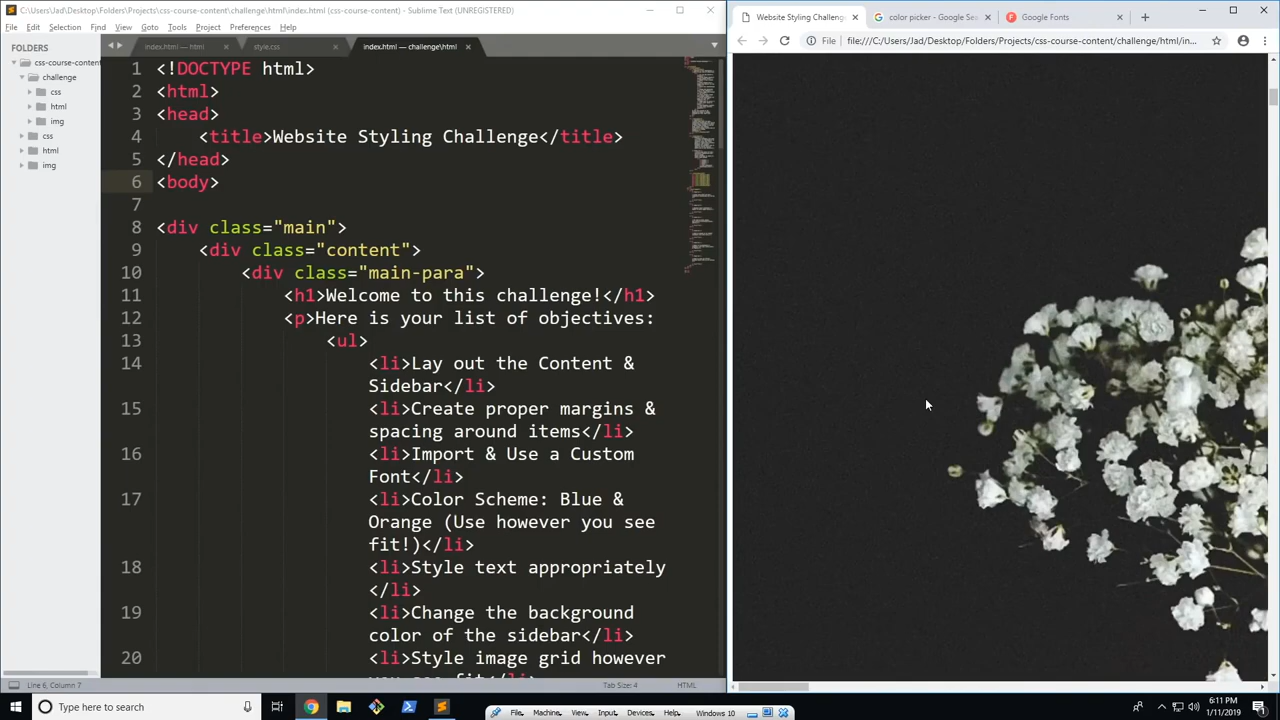 C:\Users\Jad\Desktop\Folders\Projects\css-course-content\challenge\html\index.html (css-course-content) - Sublime Text (UNREGISTERED)
File Edit Selection Find View Goto Tools Project Preferences Help
FOLDERS
css-course-content
challenge
css
html
img
css
html
img
index.html — html
style.css
index.html — challenge\html
1 <!DOCTYPE html>
2 <html>
3 <head>
4 <title>Website Styling Challenge</title>
5 </head>
6 <body>
7
8 <div class="main">
9 <div class="content">
10 <div class="main-para">
11 <h1>Welcome to this challenge!</h1>
12 <p>Here is your list of objectives:
13 <ul>
14 <li>Lay out the Content &
Sidebar</li>
15 <li>Create proper margins &
spacing around items</li>
16 <li>Import & Use a Custom
Font</li>
17 <li>Color Scheme: Blue &
Orange (Use however you see
fit!)</li>
18 <li>Style text appropriately
</li>
19 <li>Change the background
color of the sidebar</li>
20 <li>Style image grid however
Line 6, Column 7
Tab Size: 4
HTML
Website Styling Challeng
color picker - Google Se
Google Fonts
File
file:///C:/Users/Jad/Desktop/Folders/Projects/css-course-content/challenge/html/in...
Type here to search
File Machine View Input Devices Help Windows 10
6:11 PM
1/11/2019